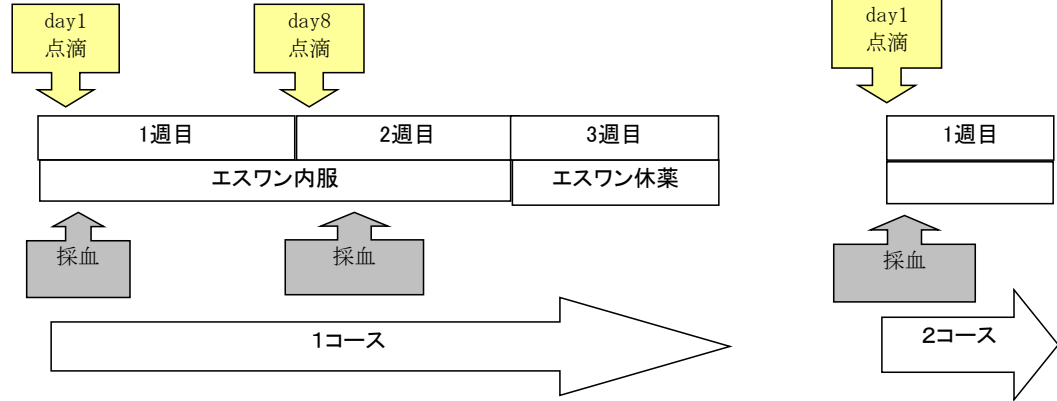 day1
点滴
day8
点滴
day1
点滴
1週目
2週目
3週目
1週目
エスワン内服
エスワン休薬
採血
採血
採血
1コース
2コース